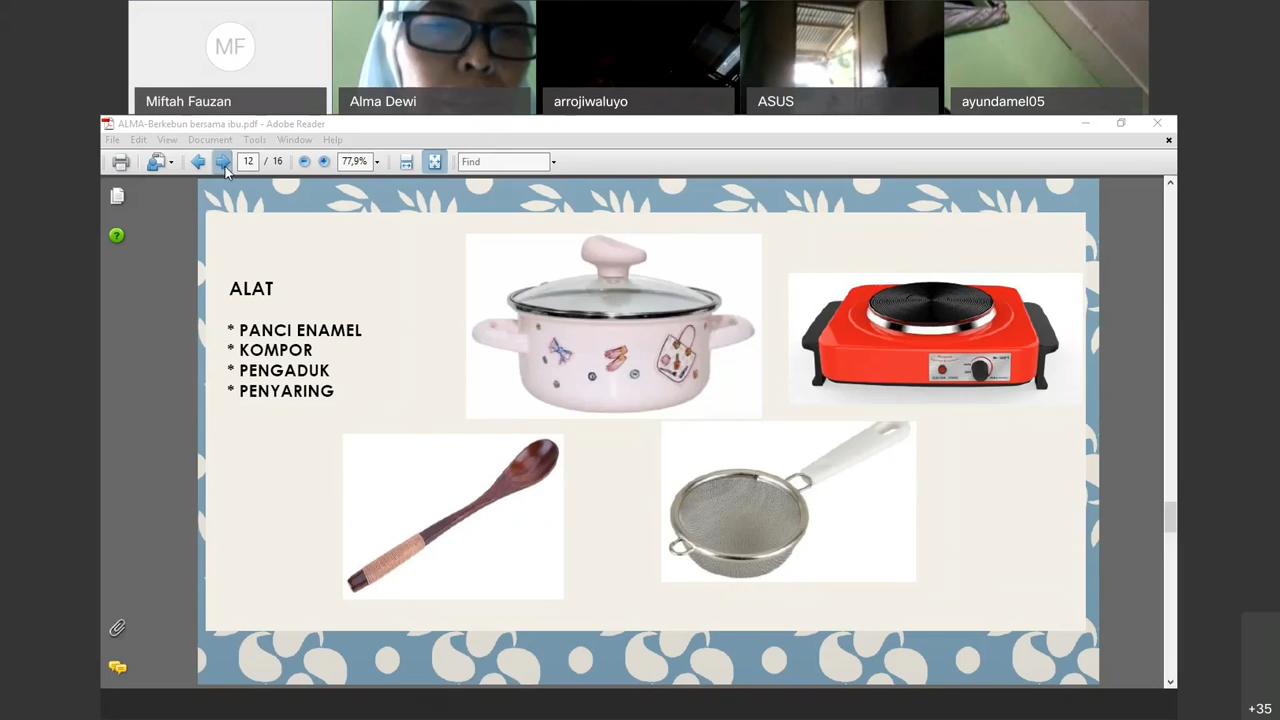 MF
Miftah Fauzan
Alma Dewi
arrojiwaluyo
ASUS
ayundamel05
ALMA-Berkebun bersama ibu.pdf - Adobe Reader
File Edit View Document Tools Window Help
12 / 16 77,9% Find
ALAT
* PANCI ENAMEL
* KOMPOR
* PENGADUK
* PENYARING
+35